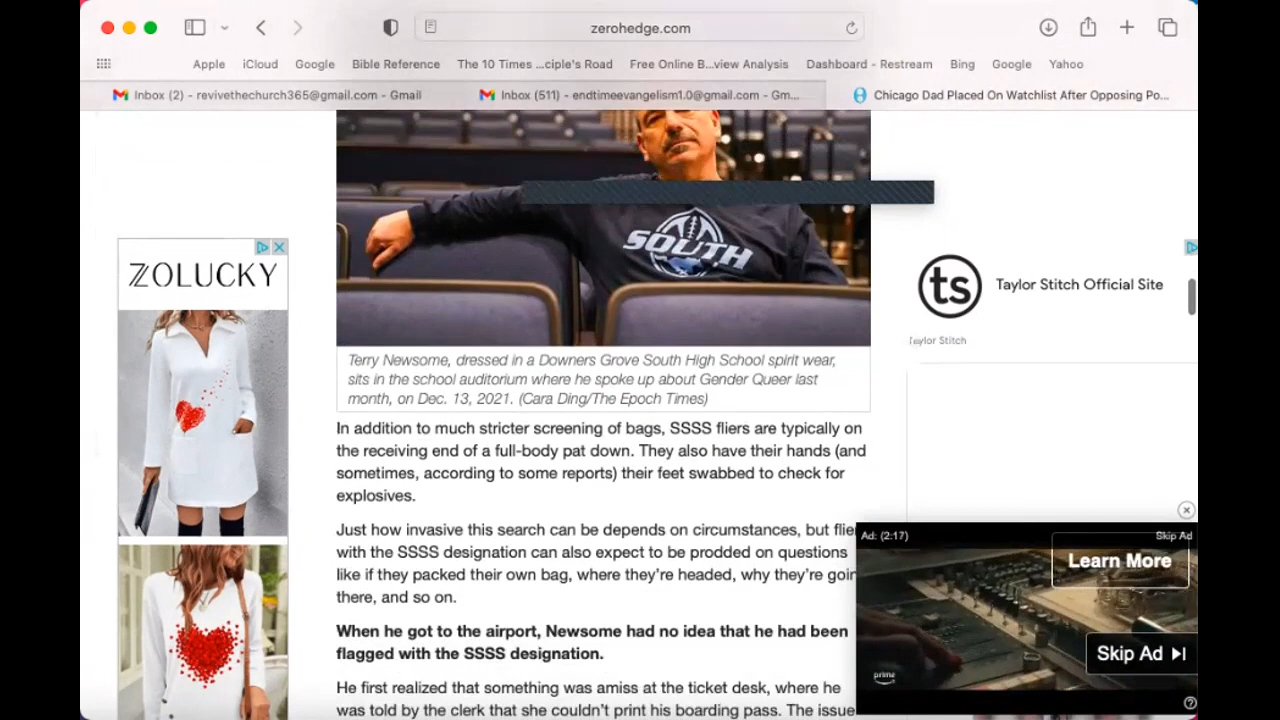 zerohedge.com
Apple iCloud Google Bible Reference The 10 Times ...ciple's Road Free Online B...view Analysis Dashboard - Restream Bing Google Yahoo
Inbox (2) - revivethechurch365@gmail.com - Gmail
Inbox (511) - endtimeevangelism1.0@gmail.com - Gm...
Chicago Dad Placed On Watchlist After Opposing Po...
SOUTH
ZOLUCKY
ts
Taylor Stitch Official Site
Taylor Stitch
Terry Newsome, dressed in a Downers Grove South High School spirit wear,
sits in the school auditorium where he spoke up about Gender Queer last
month, on Dec. 13, 2021. (Cara Ding/The Epoch Times)
In addition to much stricter screening of bags, SSSS fliers are typically on
the receiving end of a full-body pat down. They also have their hands (and
sometimes, according to some reports) their feet swabbed to check for
explosives.
Just how invasive this search can be depends on circumstances, but flie
with the SSSS designation can also expect to be prodded on questions
like if they packed their own bag, where they're headed, why they're goin
there, and so on.
When he got to the airport, Newsome had no idea that he had been
flagged with the SSSS designation.
He first realized that something was amiss at the ticket desk, where he
was told by the clerk that she couldn't print his boarding pass. The issue
Ad: (2:17)
Skip Ad
Learn More
Skip Ad
prime